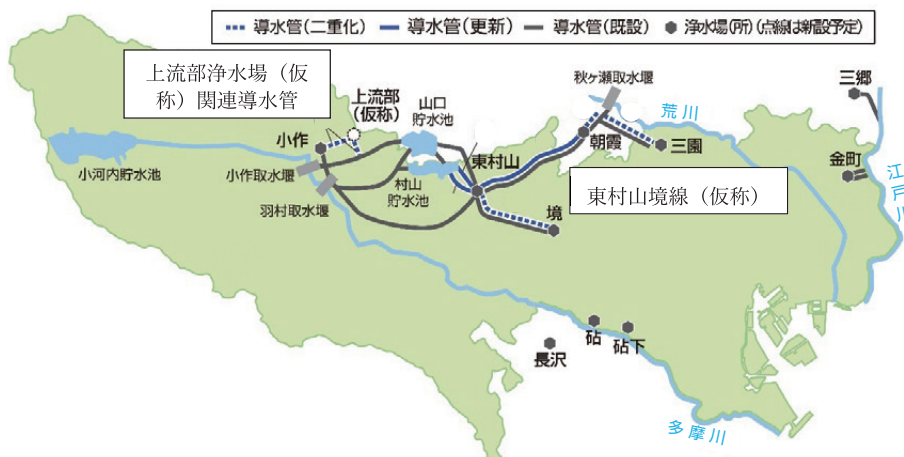 導水管(二重化) 導水管(更新) 導水管(既設) 浄水場(所)(点線は新設予定)
上流部浄水場（仮
称）関連導水管
上流部
(仮称)
山口
貯水池
秋ヶ瀬取水堰
三郷
荒川
小作
朝霞
三園
東村山
金町
小河内貯水池
小作取水堰
村山
貯水池
羽村取水堰
東村山境線（仮称）
江戸川
境
砧
砧下
長沢
多摩川